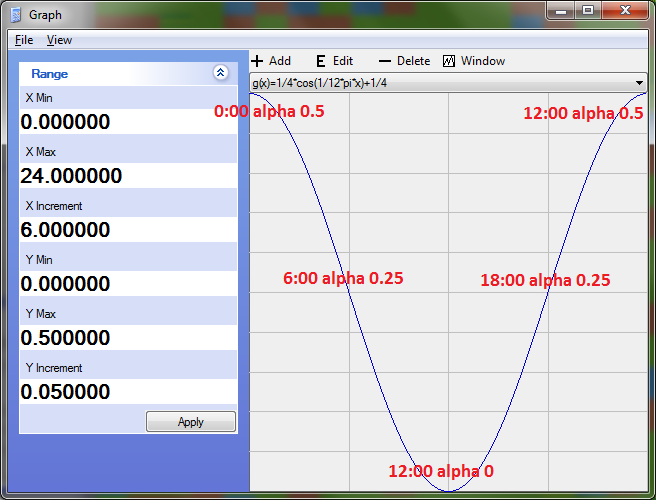 Graph
File View
Range
X Min
0.000000
X Max
24.000000
X Increment
6.000000
Y Min
0.000000
Y Max
0.500000
Y Increment
0.050000
Apply
Add Edit Delete Window
g(x)=1/4*cos(1/12*pi*x)+1/4
0:00 alpha 0.5
12:00 alpha 0.5
6:00 alpha 0.25
18:00 alpha 0.25
12:00 alpha 0